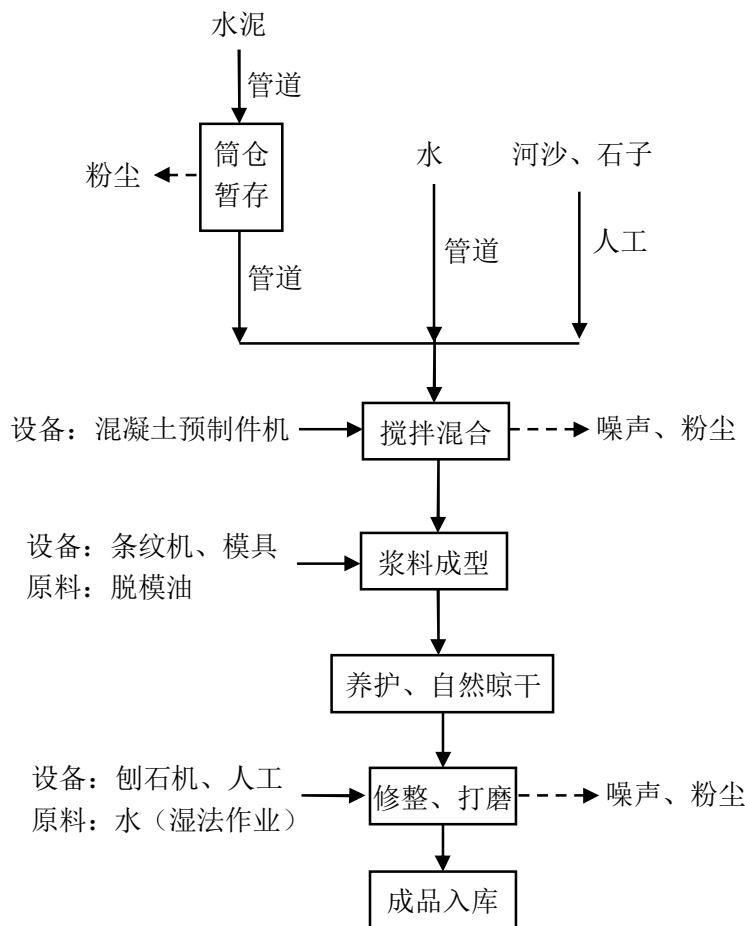 水泥
管道
筒仓
暂存
粉尘
水
河沙、石子
管道
管道
人工
设备：混凝土预制件机
搅拌混合
噪声、粉尘
设备：条纹机、模具
原料：脱模油
浆料成型
养护、自然晾干
设备：刨石机、人工
原料：水（湿法作业）
修整、打磨
噪声、粉尘
成品入库